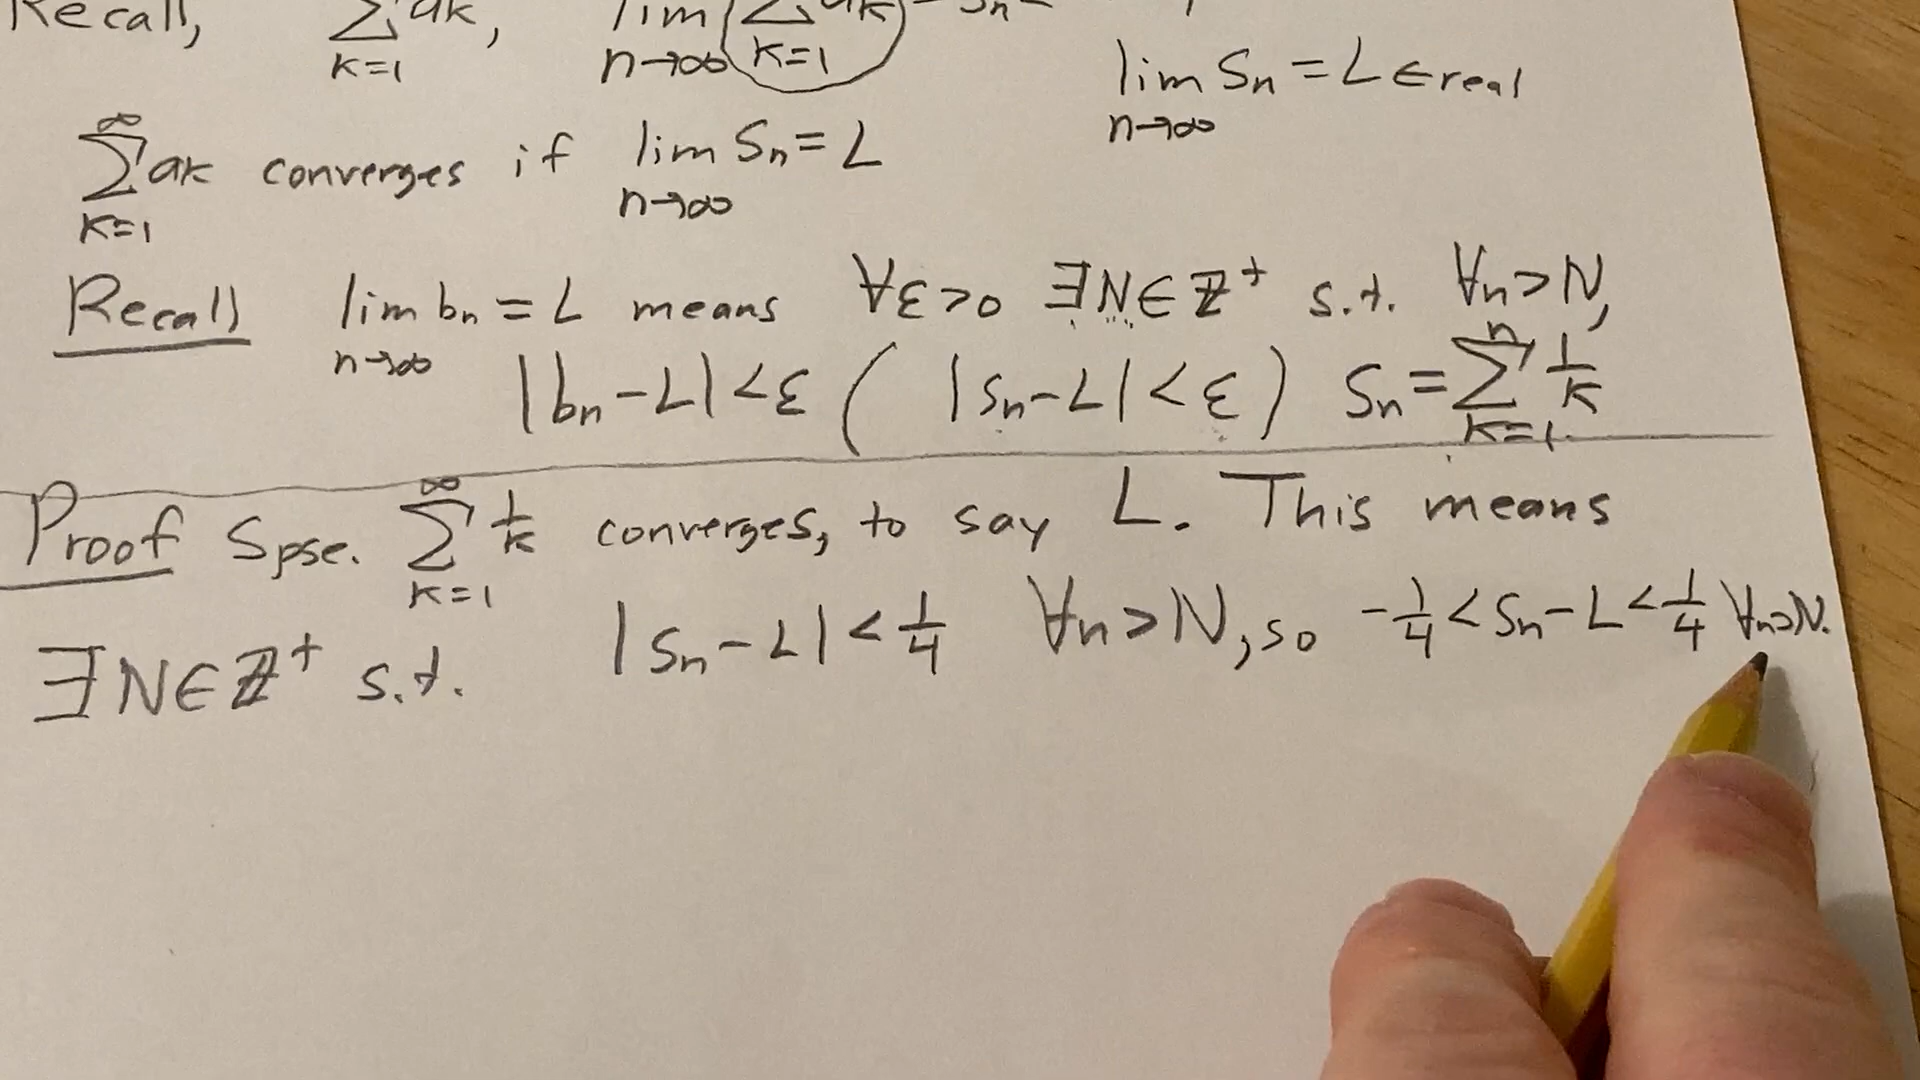 Recall, ∑ ak, lim ∑ ak = Sn
k=1 n→∞ k=1
lim Sn = L ∈ real
n→∞
∞
∑ ak converges if lim Sn = L
k=1 n→∞
Recall lim bn = L means ∀ε>0 ∃N∈ℤ⁺ s.t. ∀n>N,
n→∞
|bn-L|<ε ( |Sn-L|<ε ) Sn = ∑ₖ₌₁ⁿ 1/k
Proof Spse. ∑ₖ₌₁^∞ 1/k converges, to say L. This means
∃N∈ℤ⁺ s.t. |Sn-L|<1/4 ∀n>N, so -1/4<Sn-L<1/4 ∀n>N.